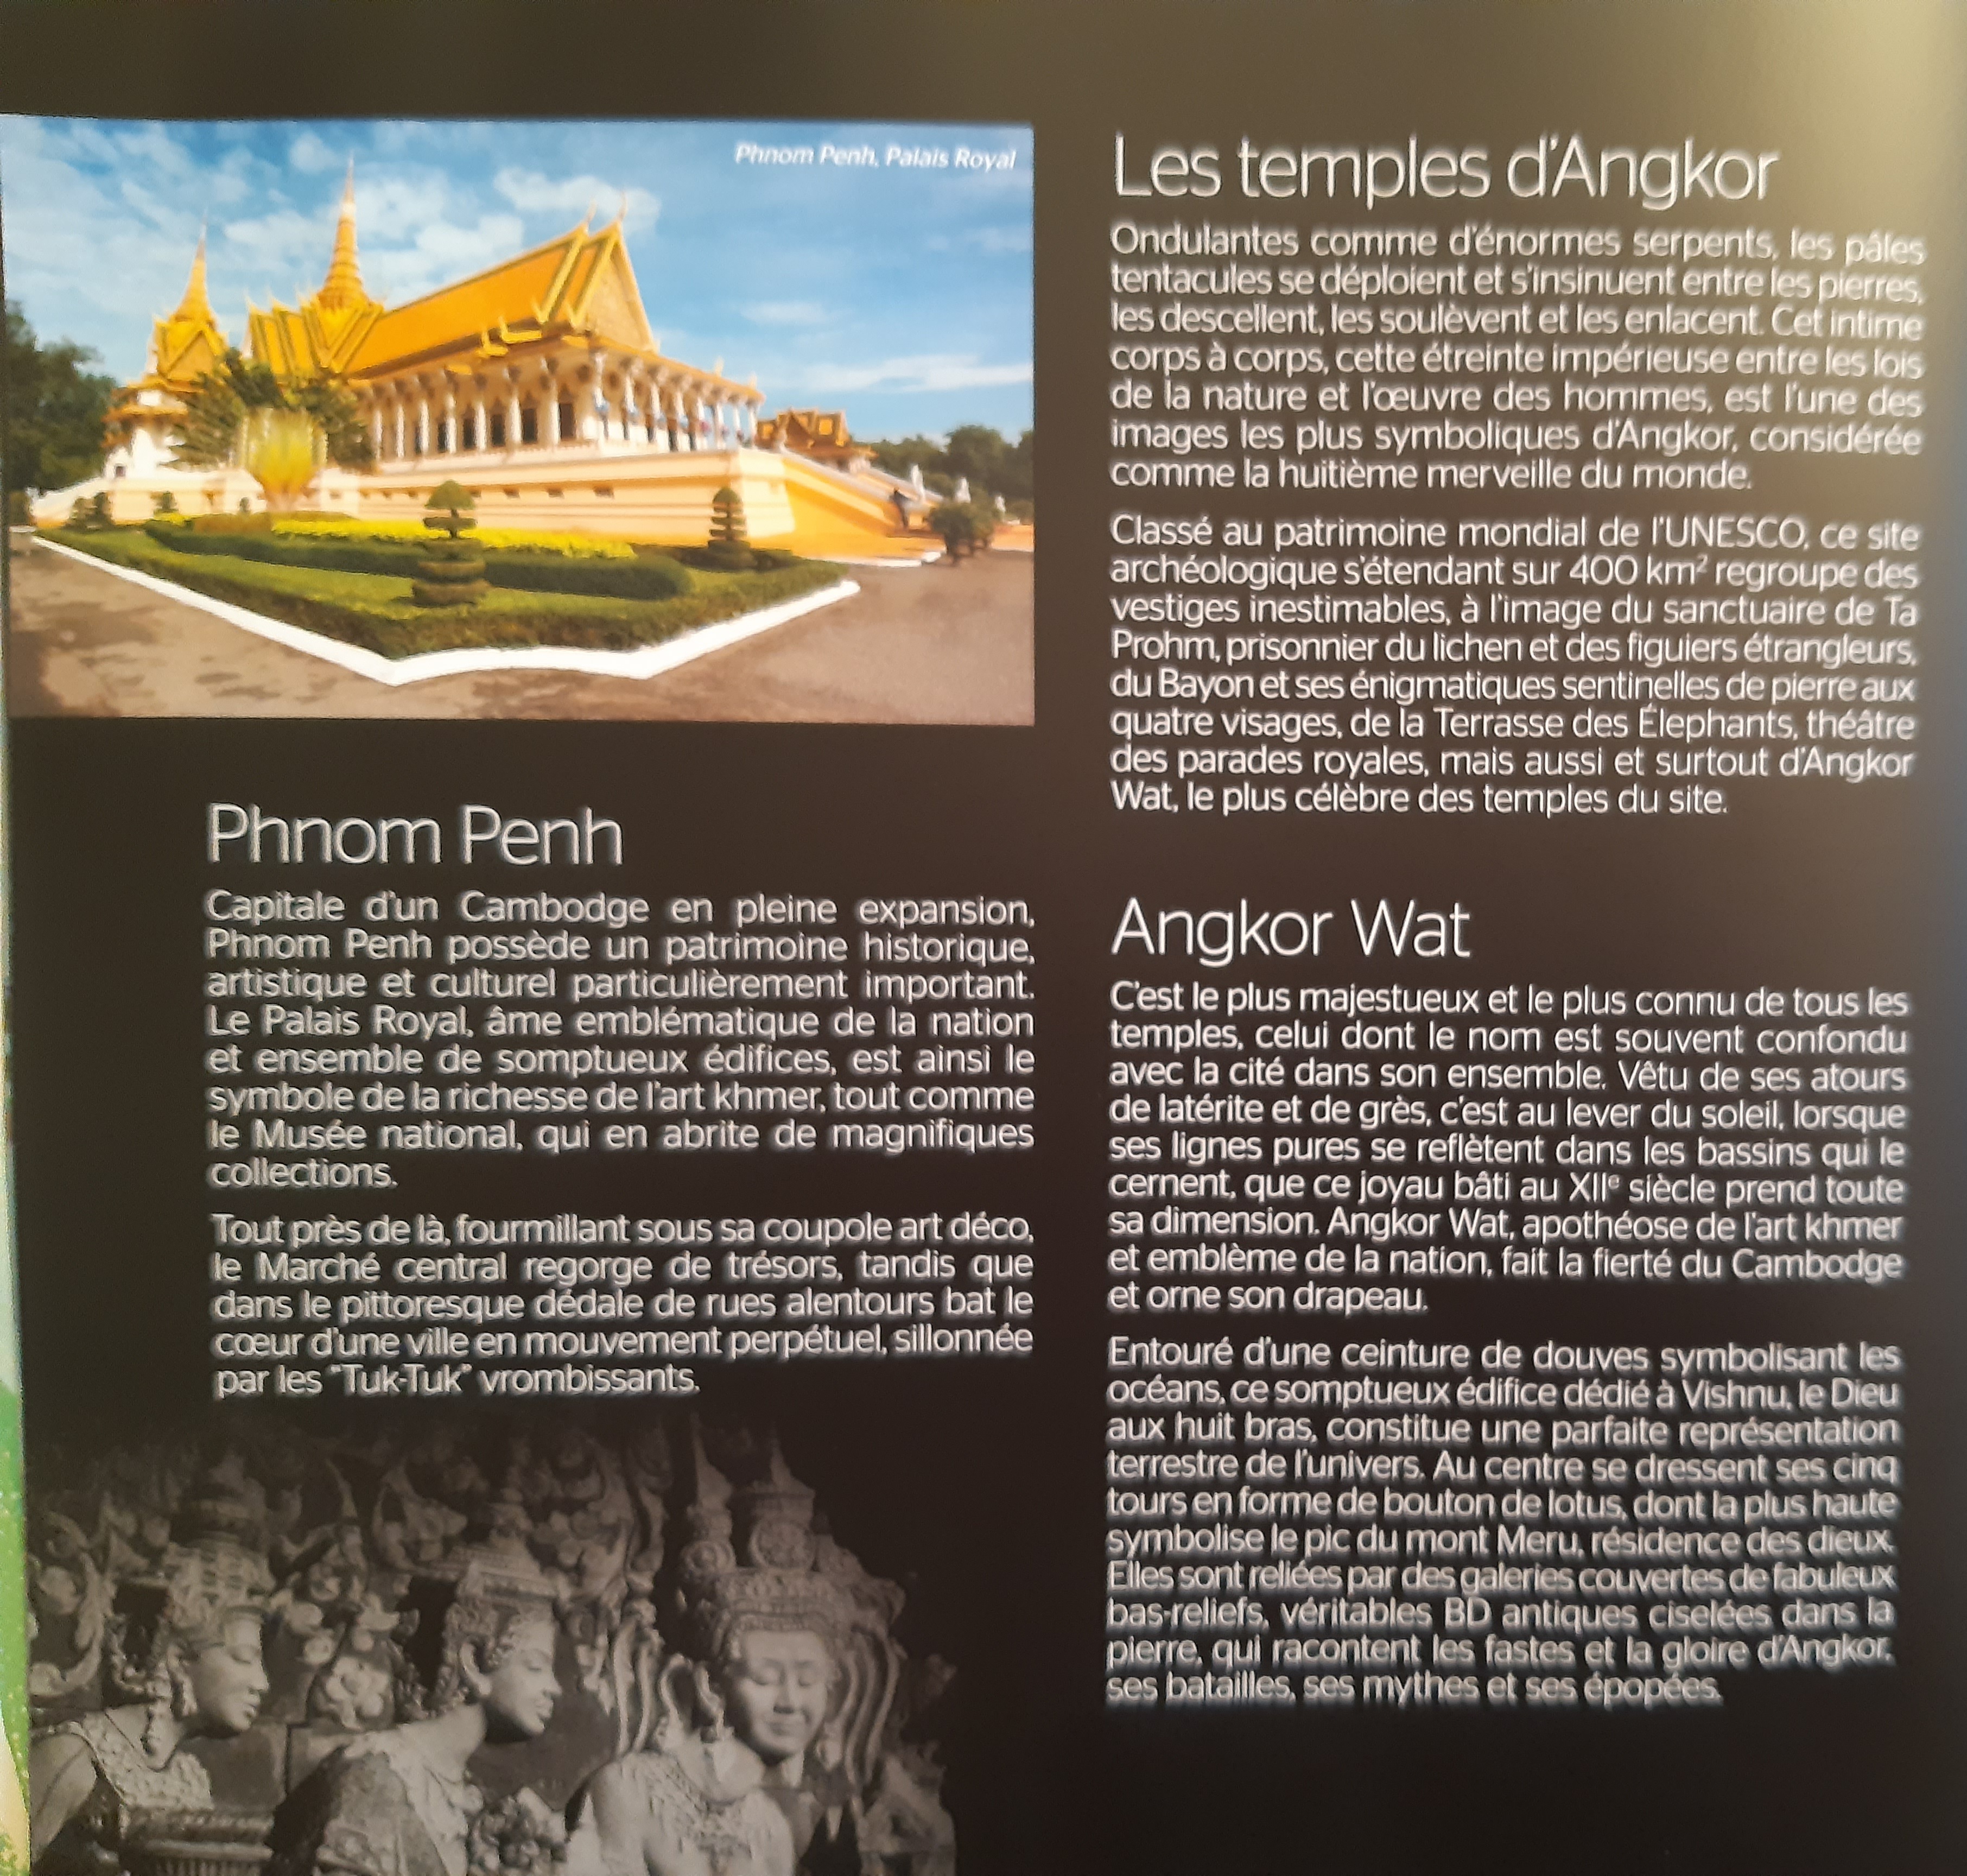 Phnom Penh, Palais Royal
Phnom Penh
Capitale d'un Cambodge en pleine expansion,
Phnom Penh possède un patrimoine historique,
artistique et culturel particulièrement important.
Le Palais Royal, âme emblématique de la nation
et ensemble de somptueux édifices, est ainsi le
symbole de la richesse de l'art khmer, tout comme
le Musée national, qui en abrite de magnifiques
collections.
Tout près de là, fourmillant sous sa coupole art déco,
le Marché central regorge de trésors, tandis que
dans le pittoresque dédale de rues alentours bat le
cœur d'une ville en mouvement perpétuel, sillonnée
par les "Tuk-Tuk" vrombissants.
Les temples d'Angkor
Ondulantes comme d'énormes serpents, les pâles
tentacules se déploient et s'insinuent entre les pierres,
les descellent, les soulèvent et les enlacent. Cet intime
corps à corps, cette étreinte impérieuse entre les lois
de la nature et l'œuvre des hommes, est l'une des
images les plus symboliques d'Angkor, considérée
comme la huitième merveille du monde.
Classé au patrimoine mondial de l'UNESCO, ce site
archéologique s'étendant sur 400 km² regroupe des
vestiges inestimables, à l'image du sanctuaire de Ta
Prohm, prisonnier du lichen et des figuiers étrangleurs,
du Bayon et ses énigmatiques sentinelles de pierre aux
quatre visages, de la Terrasse des Élephants, théâtre
des parades royales, mais aussi et surtout d'Angkor
Wat, le plus célèbre des temples du site.
Angkor Wat
C'est le plus majestueux et le plus connu de tous les
temples, celui dont le nom est souvent confondu
avec la cité dans son ensemble. Vêtu de ses atours
de latérite et de grès, c'est au lever du soleil, lorsque
ses lignes pures se reflètent dans les bassins qui le
cernent, que ce joyau bâti au XIIᵉ siècle prend toute
sa dimension. Angkor Wat, apothéose de l'art khmer
et emblème de la nation, fait la fierté du Cambodge
et orne son drapeau.
Entouré d'une ceinture de douves symbolisant les
océans, ce somptueux édifice dédié à Vishnu, le Dieu
aux huit bras, constitue une parfaite représentation
terrestre de l'univers. Au centre se dressent ses cinq
tours en forme de bouton de lotus, dont la plus haute
symbolise le pic du mont Meru, résidence des dieux.
Elles sont reliées par des galeries couvertes de fabuleux
bas-reliefs, véritables BD antiques ciselées dans la
pierre, qui racontent les fastes et la gloire d'Angkor,
ses batailles, ses mythes et ses épopées.